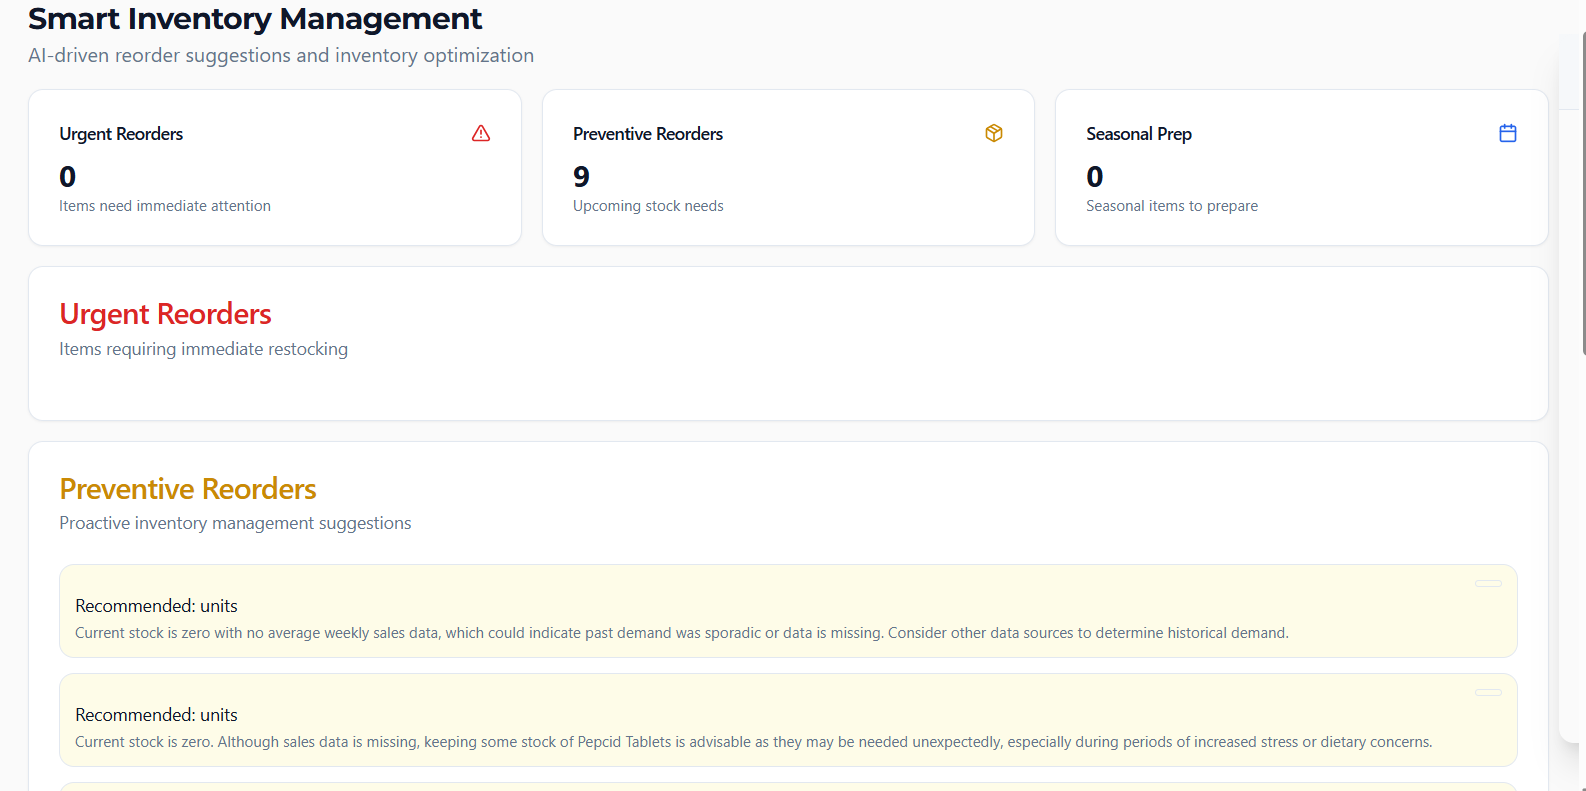 Smart Inventory Management
AI-driven reorder suggestions and inventory optimization
Urgent Reorders
0
Items need immediate attention
Preventive Reorders
9
Upcoming stock needs
Seasonal Prep
0
Seasonal items to prepare
Urgent Reorders
Items requiring immediate restocking
Preventive Reorders
Proactive inventory management suggestions
Recommended: units
Current stock is zero with no average weekly sales data, which could indicate past demand was sporadic or data is missing. Consider other data sources to determine historical demand.
Recommended: units
Current stock is zero. Although sales data is missing, keeping some stock of Pepcid Tablets is advisable as they may be needed unexpectedly, especially during periods of increased stress or dietary concerns.